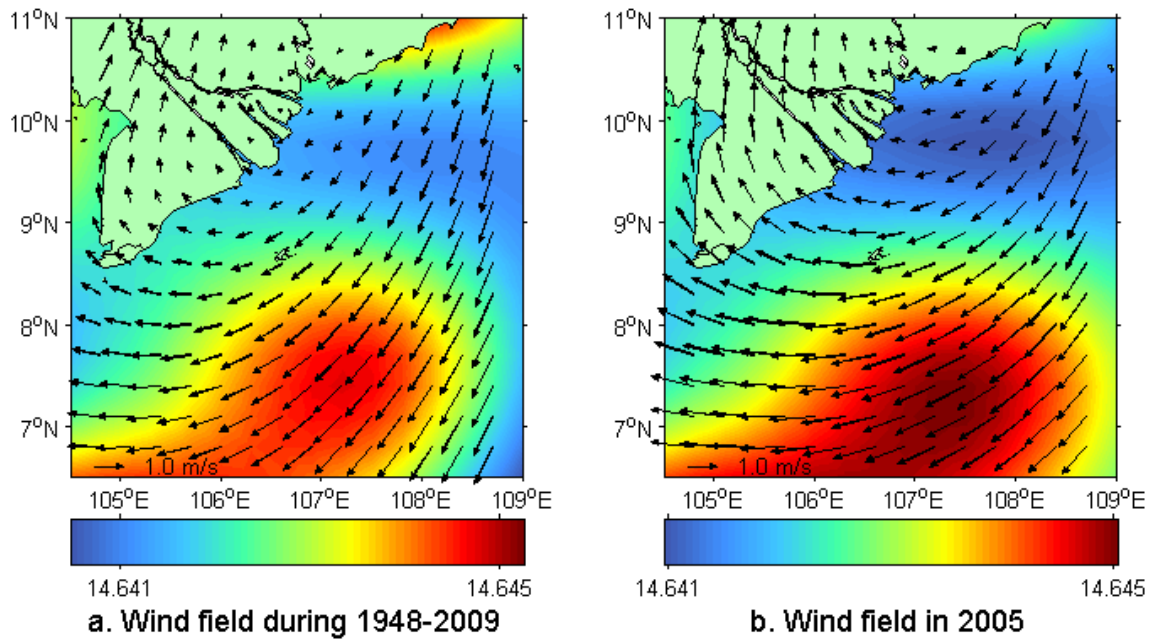 11°N
10°N
9°N
8°N
7°N
1.0 m/s
105°E 106°E 107°E 108°E 109°E
14.641 14.645
a. Wind field during 1948-2009
11°N
10°N
9°N
8°N
7°N
1.0 m/s
105°E 106°E 107°E 108°E 109°E
14.641 14.645
b. Wind field in 2005